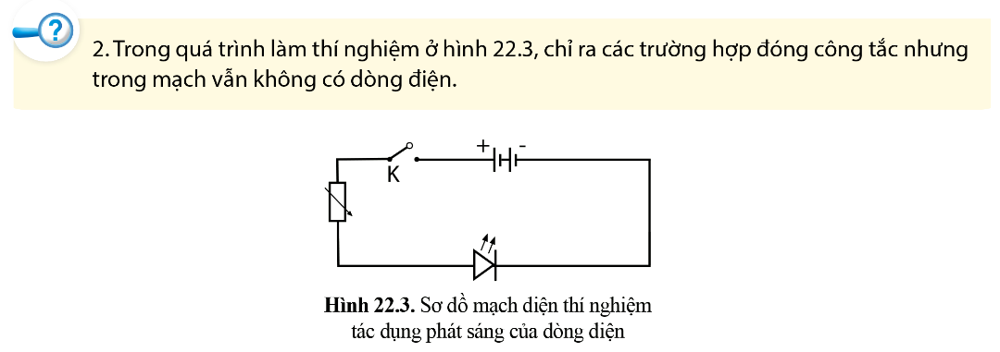 ?
2. Trong quá trình làm thí nghiệm ở hình 22.3, chỉ ra các trường hợp đóng công tắc nhưng
trong mạch vẫn không có dòng điện.
+ -
K
Hình 22.3. Sơ đồ mạch điện thí nghiệm
tác dụng phát sáng của dòng điện